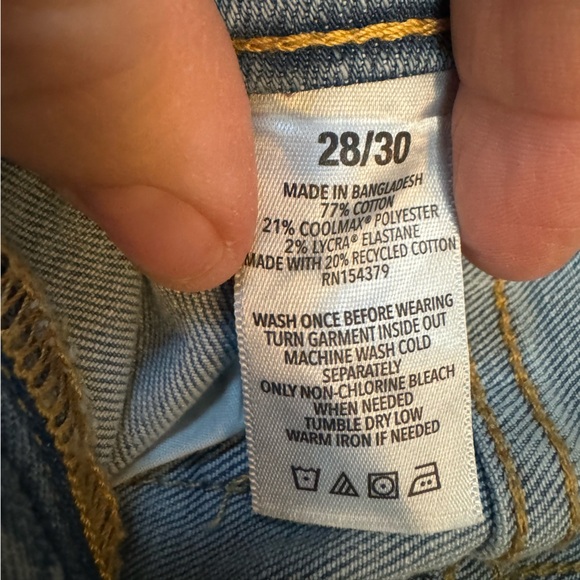 28/30
MADE IN BANGLADESH
77% COTTON
21% COOLMAX® POLYESTER
2% LYCRA® ELASTANE
MADE WITH 20% RECYCLED COTTON
RN154379
WASH ONCE BEFORE WEARING
TURN GARMENT INSIDE OUT
MACHINE WASH COLD
SEPARATELY
ONLY NON-CHLORINE BLEACH
WHEN NEEDED
TUMBLE DRY LOW
WARM IRON IF NEEDED